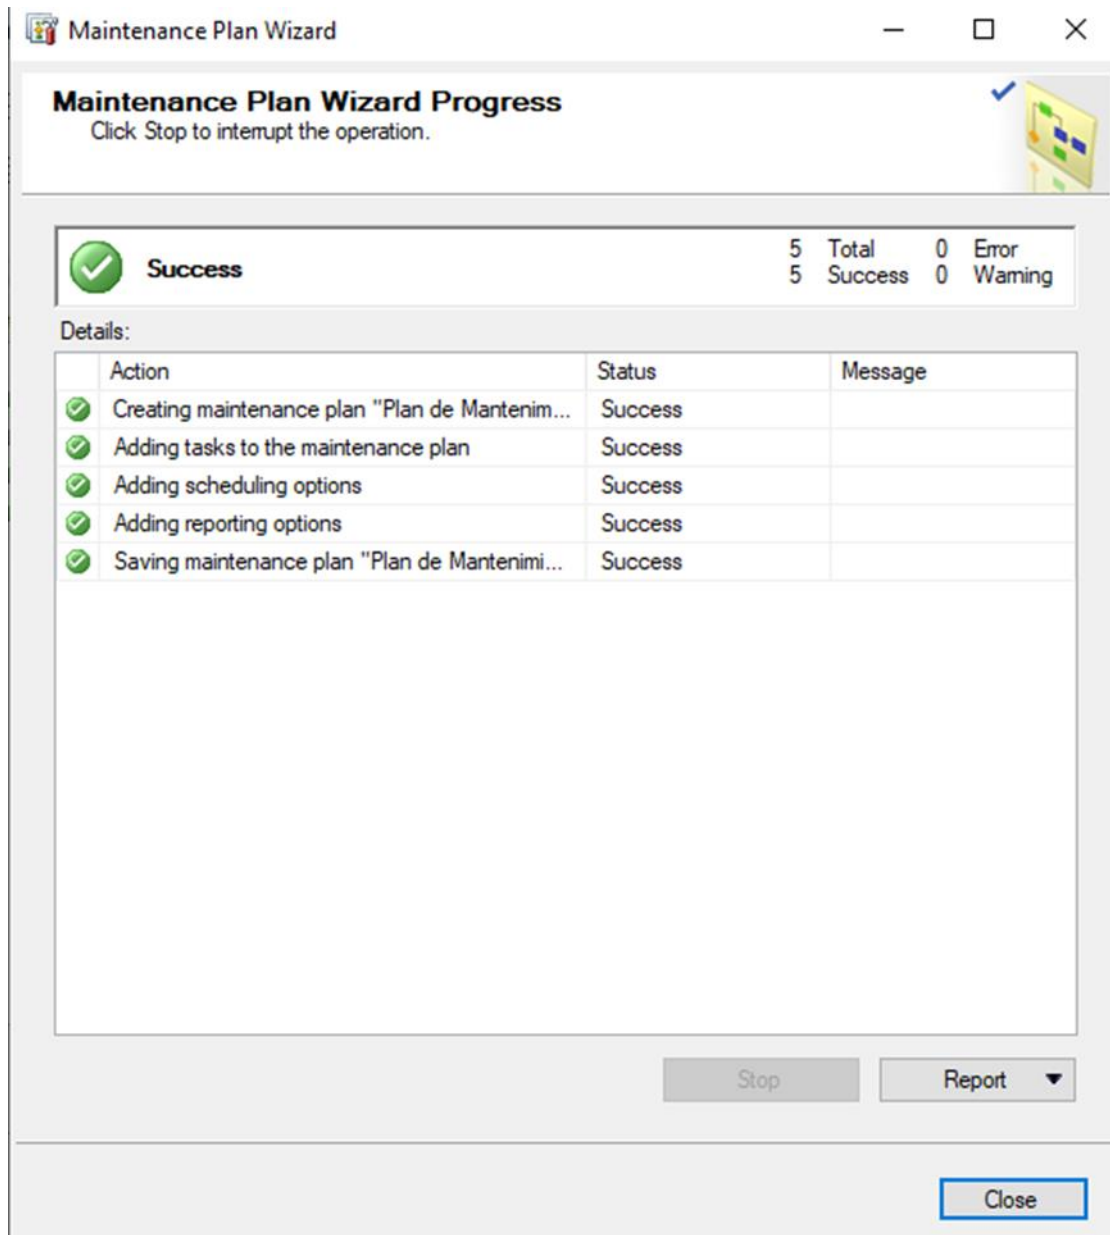 Maintenance Plan Wizard
Maintenance Plan Wizard Progress
Click Stop to interrupt the operation.
Success
5 Total 0 Error
5 Success 0 Warning
Details:
Action Status Message
Creating maintenance plan "Plan de Mantenim... Success
Adding tasks to the maintenance plan Success
Adding scheduling options Success
Adding reporting options Success
Saving maintenance plan "Plan de Mantenimi... Success
Stop Report
Close